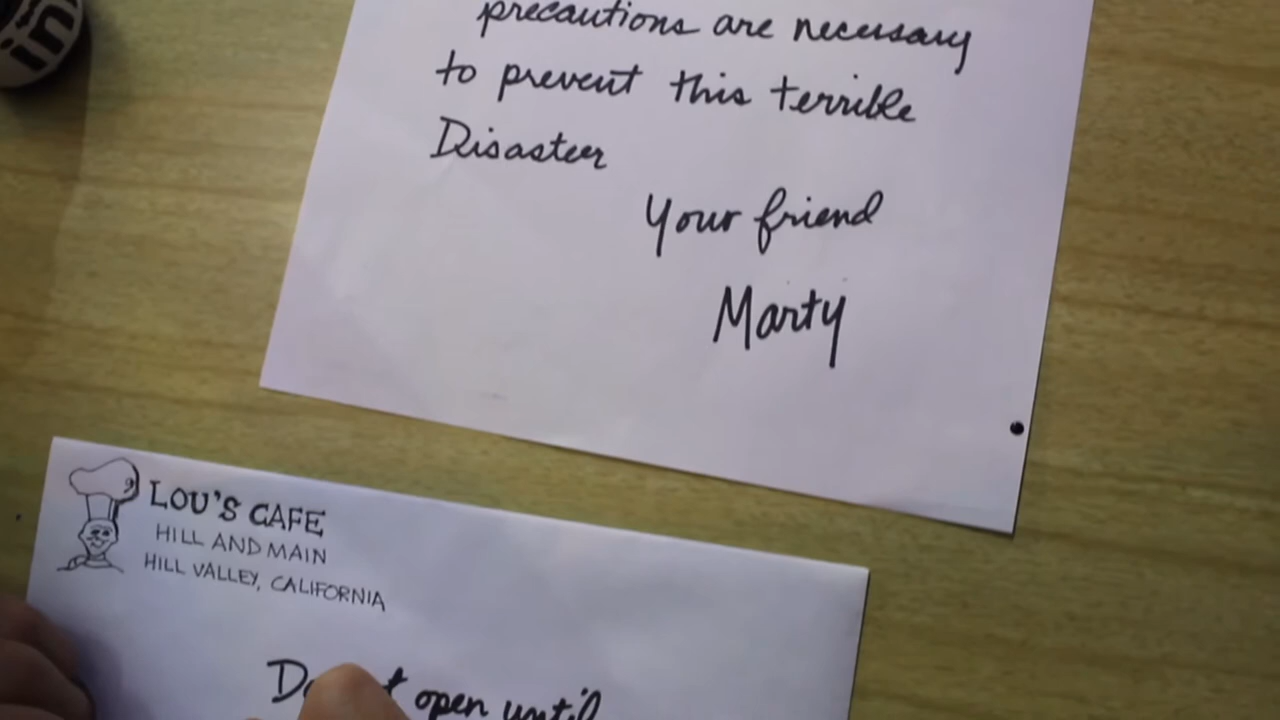 in
precautions are necessary
to prevent this terrible
Disaster
Your friend
Marty
LOU'S CAFE
HILL AND MAIN
HILL VALLEY, CALIFORNIA
open until